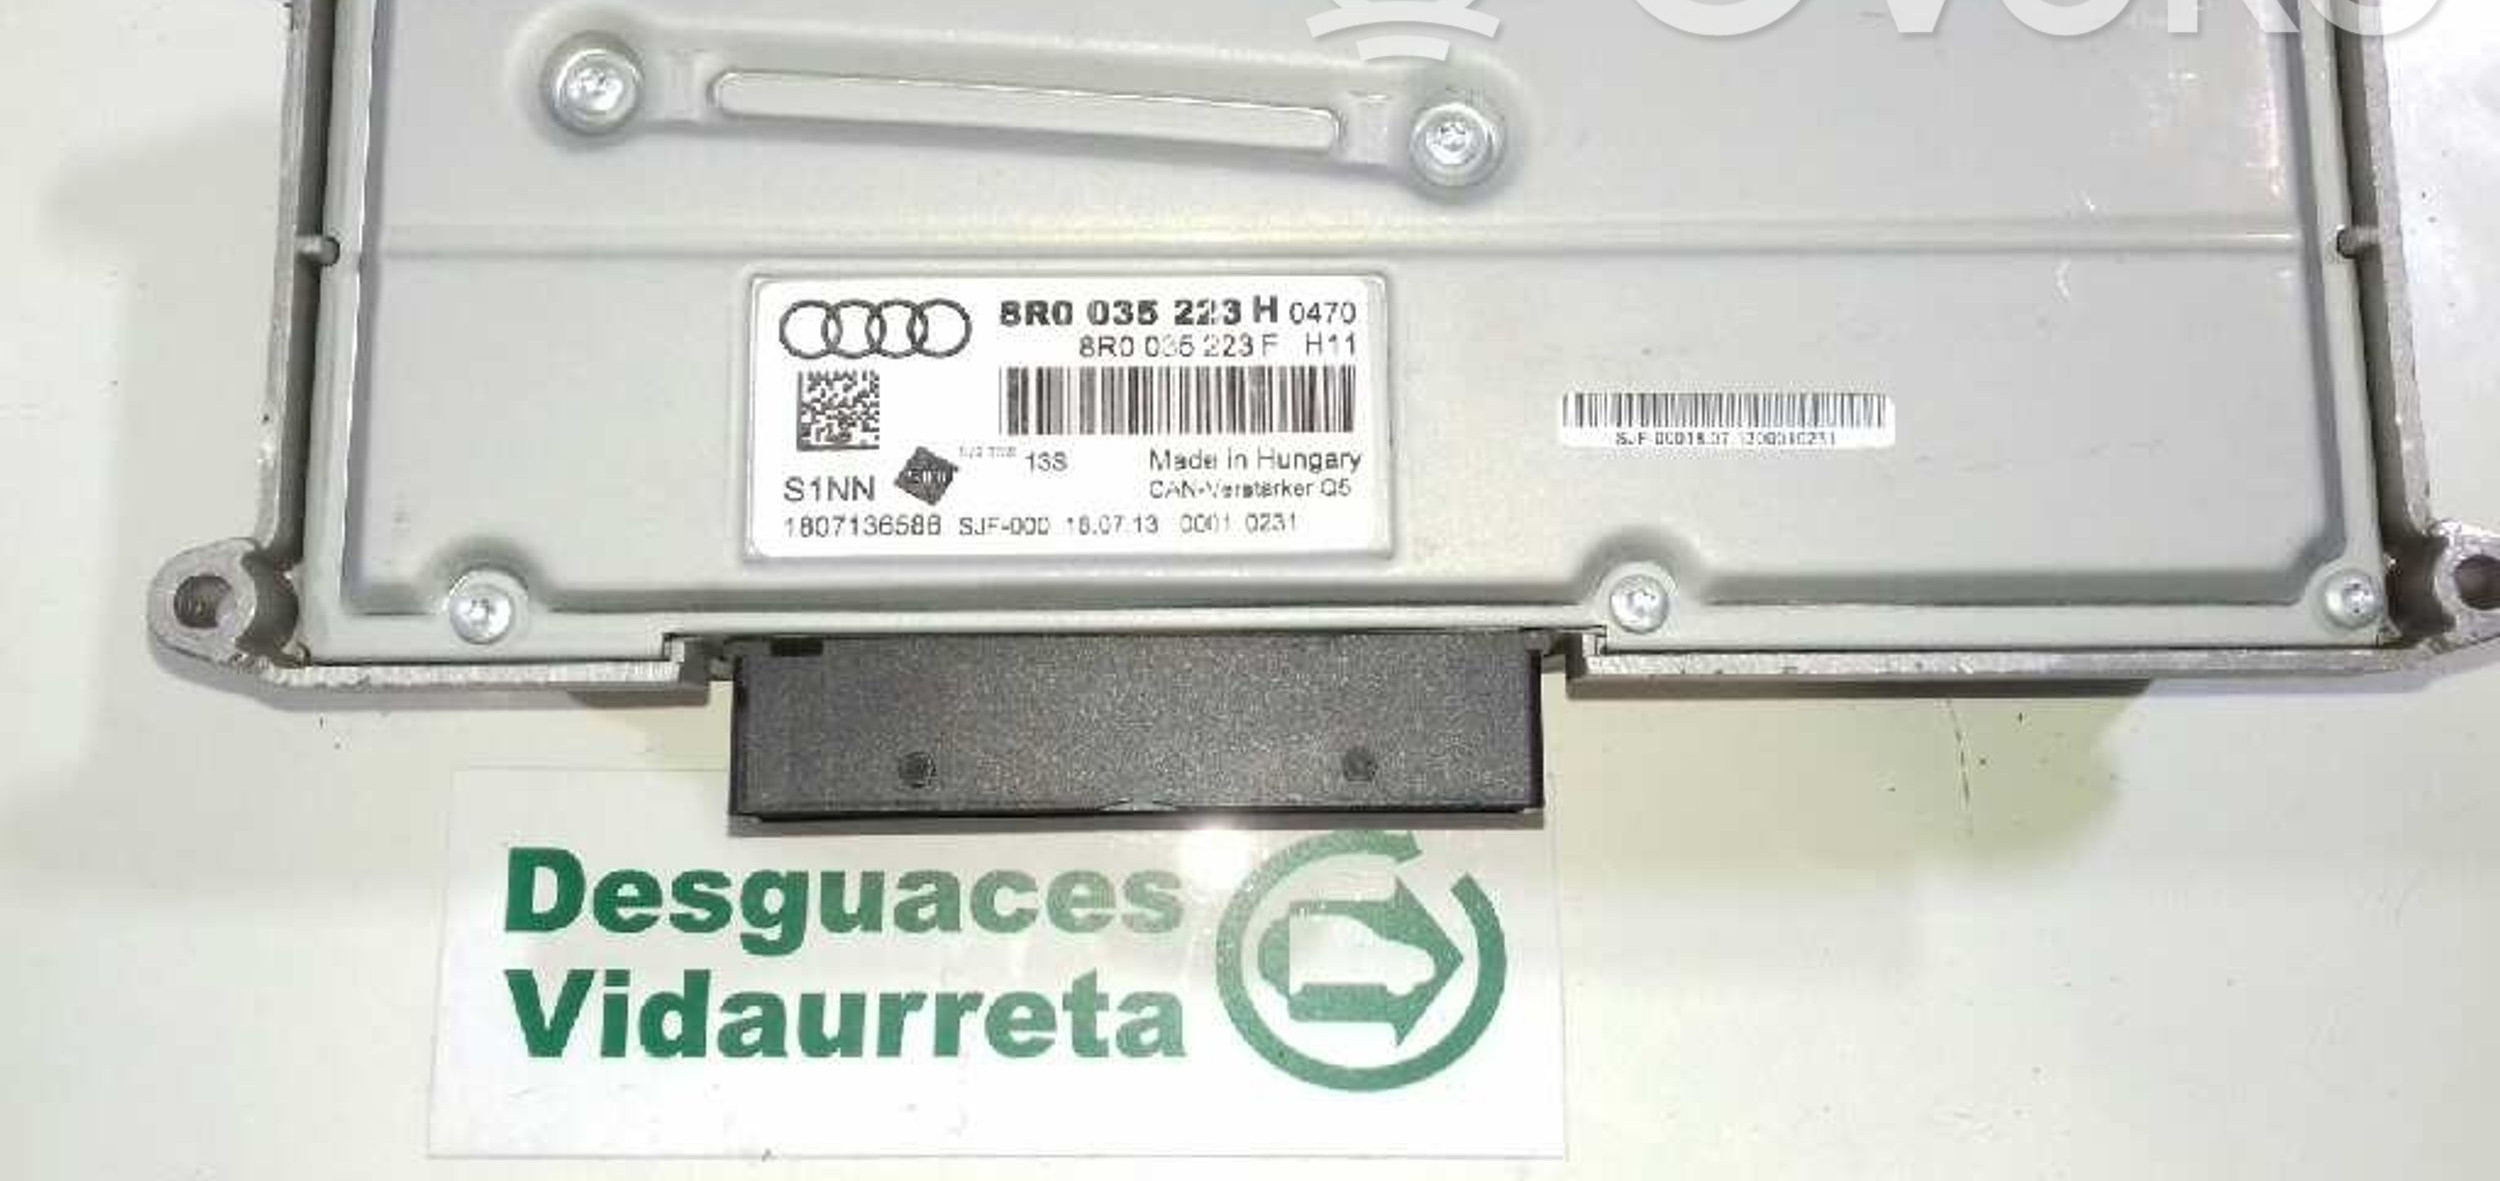 8R0 035 223 H 0470
8R0 035 223 F H11
13S Made in Hungary
S1NN CAN-Verstärker Q5
1807136586 SJF-000 18.07.13 0001 0231
Desguaces
Vidaurreta